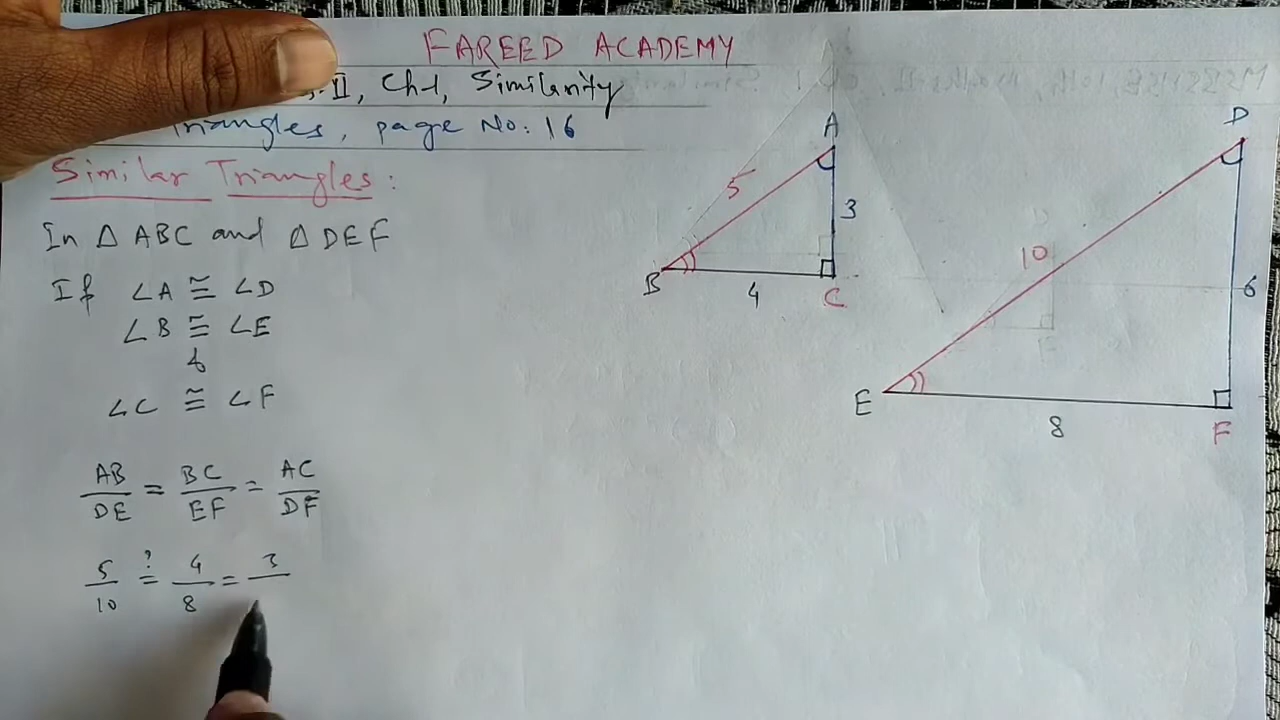 FAREED ACADEMY
II, Ch-1, Similarity
Triangles, page No: 16
Similar Triangles:
In △ ABC and △ DEF
If ∠A ≅ ∠D
∠B ≅ ∠E
&
∠C ≅ ∠F
AB/DE = BC/EF = AC/DF
5/10 ≟ 4/8 = 3/
A
5
3
B
4
C
D
10
6
E
8
F